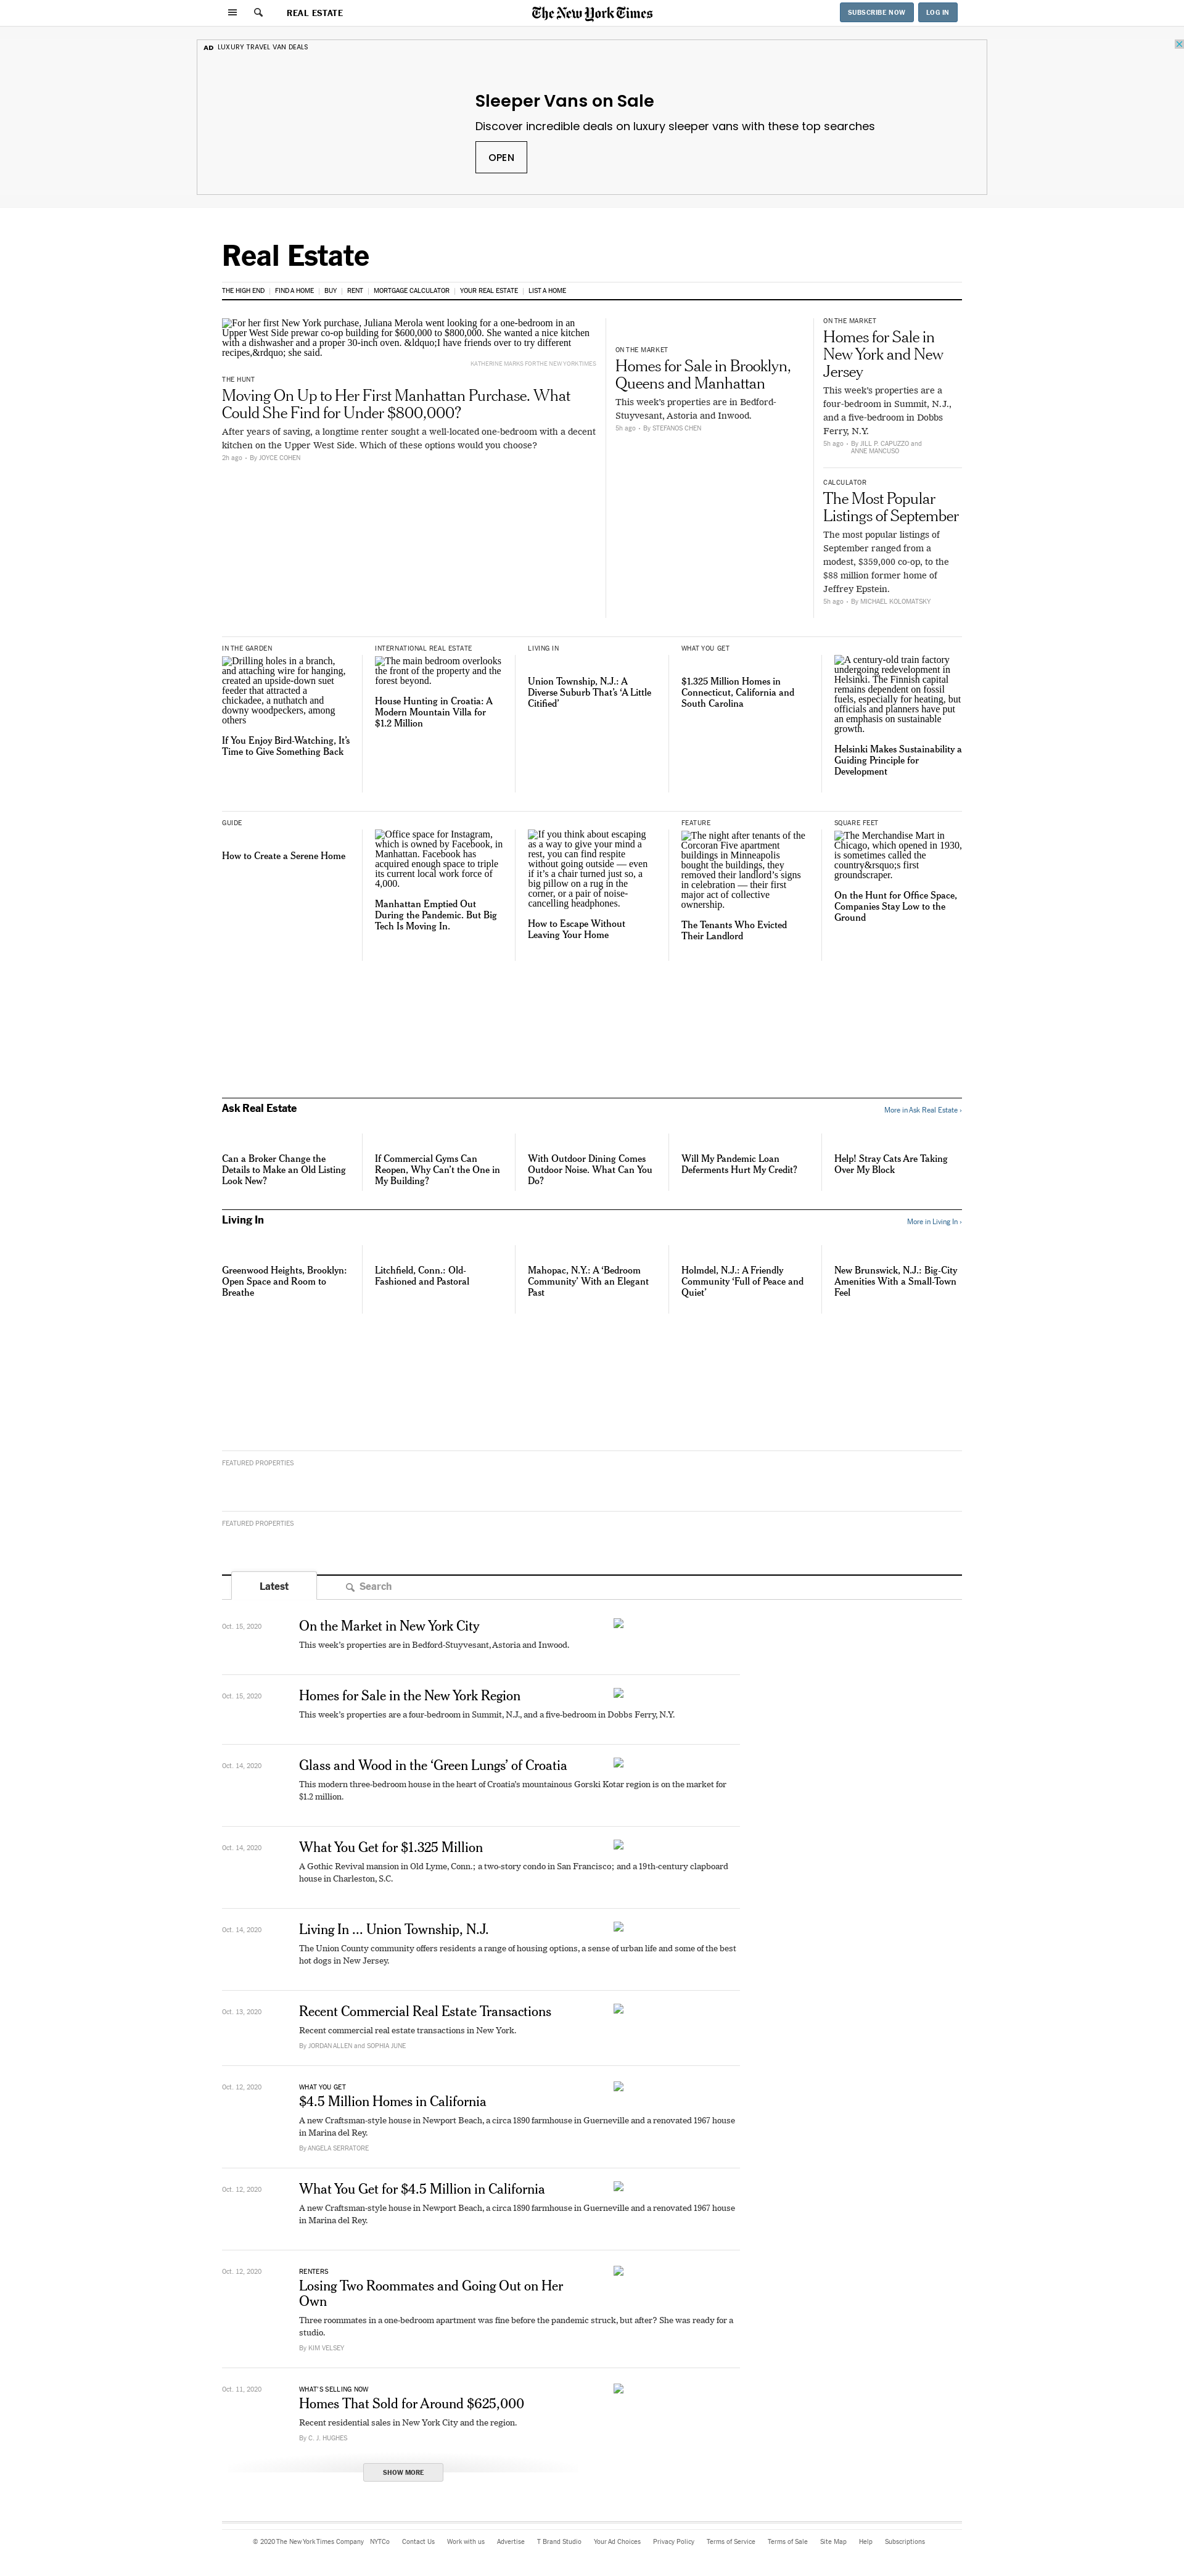 REAL ESTATE
The New York Times
SUBSCRIBE NOW
LOG IN
AD LUXURY TRAVEL VAN DEALS
Sleeper Vans on Sale
Discover incredible deals on luxury sleeper vans with these top searches
OPEN
Real Estate
THE HIGH END | FIND A HOME | BUY | RENT | MORTGAGE CALCULATOR | YOUR REAL ESTATE | LIST A HOME
For her first New York purchase, Juliana Merola went looking for a one-bedroom in an
Upper West Side prewar co-op building for $600,000 to $800,000. She wanted a nice kitchen
with a dishwasher and a proper 30-inch oven. &ldquo;I have friends over to try different
recipes,&rdquo; she said.
KATHERINE MARKS FOR THE NEW YORK TIMES
THE HUNT
Moving On Up to Her First Manhattan Purchase. What
Could She Find for Under $800,000?
After years of saving, a longtime renter sought a well-located one-bedroom with a decent
kitchen on the Upper West Side. Which of these options would you choose?
2h ago • By JOYCE COHEN
ON THE MARKET
Homes for Sale in Brooklyn,
Queens and Manhattan
This week's properties are in Bedford-
Stuyvesant, Astoria and Inwood.
5h ago • By STEFANOS CHEN
ON THE MARKET
Homes for Sale in
New York and New
Jersey
This week's properties are a
four-bedroom in Summit, N.J.,
and a five-bedroom in Dobbs
Ferry, N.Y.
5h ago • By JILL P. CAPUZZO and
ANNE MANCUSO
CALCULATOR
The Most Popular
Listings of September
The most popular listings of
September ranged from a
modest, $359,000 co-op, to the
$88 million former home of
Jeffrey Epstein.
5h ago • By MICHAEL KOLOMATSKY
IN THE GARDEN
Drilling holes in a branch,
and attaching wire for hanging,
created an upside-down suet
feeder that attracted a
chickadee, a nuthatch and
downy woodpeckers, among
others
If You Enjoy Bird-Watching, It's
Time to Give Something Back
INTERNATIONAL REAL ESTATE
The main bedroom overlooks
the front of the property and the
forest beyond.
House Hunting in Croatia: A
Modern Mountain Villa for
$1.2 Million
LIVING IN
Union Township, N.J.: A
Diverse Suburb That's 'A Little
Citified'
WHAT YOU GET
$1.325 Million Homes in
Connecticut, California and
South Carolina
A century-old train factory
undergoing redevelopment in
Helsinki. The Finnish capital
remains dependent on fossil
fuels, especially for heating, but
officials and planners have put
an emphasis on sustainable
growth.
Helsinki Makes Sustainability a
Guiding Principle for
Development
GUIDE
How to Create a Serene Home
Office space for Instagram,
which is owned by Facebook, in
Manhattan. Facebook has
acquired enough space to triple
its current local work force of
4,000.
Manhattan Emptied Out
During the Pandemic. But Big
Tech Is Moving In.
If you think about escaping
as a way to give your mind a
rest, you can find respite
without going outside — even
if it's a chair turned just so, a
big pillow on a rug in the
corner, or a pair of noise-
cancelling headphones.
How to Escape Without
Leaving Your Home
FEATURE
The night after tenants of the
Corcoran Five apartment
buildings in Minneapolis
bought the buildings, they
removed their landlord's signs
in celebration — their first
major act of collective
ownership.
The Tenants Who Evicted
Their Landlord
SQUARE FEET
The Merchandise Mart in
Chicago, which opened in 1930,
is sometimes called the
country&rsquo;s first
groundscraper.
On the Hunt for Office Space,
Companies Stay Low to the
Ground
Ask Real Estate
More in Ask Real Estate ›
Can a Broker Change the
Details to Make an Old Listing
Look New?
If Commercial Gyms Can
Reopen, Why Can't the One in
My Building?
With Outdoor Dining Comes
Outdoor Noise. What Can You
Do?
Will My Pandemic Loan
Deferments Hurt My Credit?
Help! Stray Cats Are Taking
Over My Block
Living In
More in Living In ›
Greenwood Heights, Brooklyn:
Open Space and Room to
Breathe
Litchfield, Conn.: Old-
Fashioned and Pastoral
Mahopac, N.Y.: A 'Bedroom
Community' With an Elegant
Past
Holmdel, N.J.: A Friendly
Community 'Full of Peace and
Quiet'
New Brunswick, N.J.: Big-City
Amenities With a Small-Town
Feel
FEATURED PROPERTIES
FEATURED PROPERTIES
Latest
Search
Oct. 15, 2020
On the Market in New York City
This week's properties are in Bedford-Stuyvesant, Astoria and Inwood.
Oct. 15, 2020
Homes for Sale in the New York Region
This week's properties are a four-bedroom in Summit, N.J., and a five-bedroom in Dobbs Ferry, N.Y.
Oct. 14, 2020
Glass and Wood in the 'Green Lungs' of Croatia
This modern three-bedroom house in the heart of Croatia's mountainous Gorski Kotar region is on the market for
$1.2 million.
Oct. 14, 2020
What You Get for $1.325 Million
A Gothic Revival mansion in Old Lyme, Conn.; a two-story condo in San Francisco; and a 19th-century clapboard
house in Charleston, S.C.
Oct. 14, 2020
Living In ... Union Township, N.J.
The Union County community offers residents a range of housing options, a sense of urban life and some of the best
hot dogs in New Jersey.
Oct. 13, 2020
Recent Commercial Real Estate Transactions
Recent commercial real estate transactions in New York.
By JORDAN ALLEN and SOPHIA JUNE
Oct. 12, 2020
WHAT YOU GET
$4.5 Million Homes in California
A new Craftsman-style house in Newport Beach, a circa 1890 farmhouse in Guerneville and a renovated 1967 house
in Marina del Rey.
By ANGELA SERRATORE
Oct. 12, 2020
What You Get for $4.5 Million in California
A new Craftsman-style house in Newport Beach, a circa 1890 farmhouse in Guerneville and a renovated 1967 house
in Marina del Rey.
Oct. 12, 2020
RENTERS
Losing Two Roommates and Going Out on Her
Own
Three roommates in a one-bedroom apartment was fine before the pandemic struck, but after? She was ready for a
studio.
By KIM VELSEY
Oct. 11, 2020
WHAT'S SELLING NOW
Homes That Sold for Around $625,000
Recent residential sales in New York City and the region.
By C. J. HUGHES
SHOW MORE
© 2020 The New York Times Company NYTCo Contact Us Work with us Advertise T Brand Studio Your Ad Choices Privacy Policy Terms of Service Terms of Sale Site Map Help Subscriptions